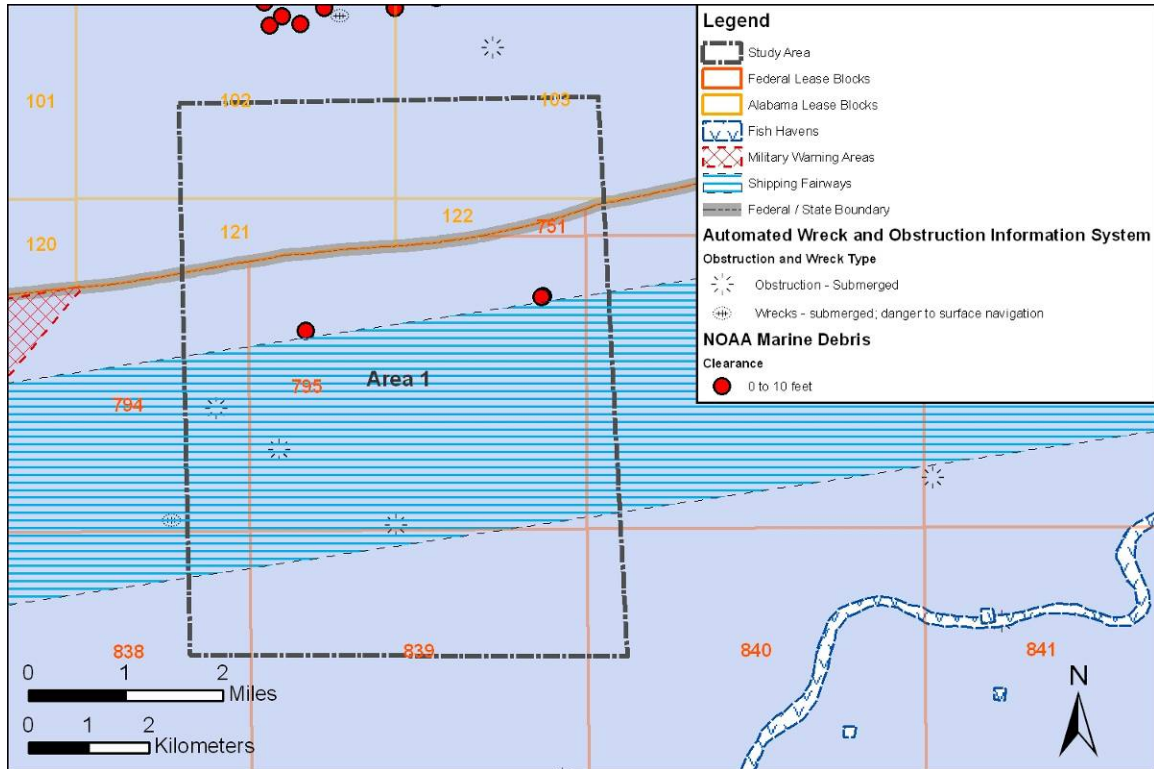 Legend
Study Area
Federal Lease Blocks
Alabama Lease Blocks
Fish Havens
Military Warning Areas
Shipping Fairways
Federal / State Boundary
Automated Wreck and Obstruction Information System
Obstruction and Wreck Type
Obstruction - Submerged
Wrecks - submerged; danger to surface navigation
NOAA Marine Debris
Clearance
0 to 10 feet
101
102
103
120
121
122
751
794
795
Area 1
838
839
840
841
0 1 2
Miles
0 1 2
Kilometers
N